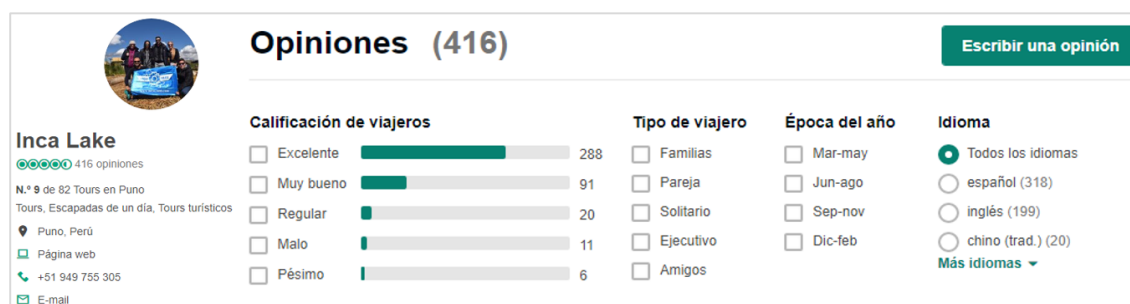 Inca Lake
416 opiniones
N.º 9 de 82 Tours en Puno
Tours, Escapadas de un día, Tours turísticos
Puno, Perú
Página web
+51 949 755 305
E-mail
Opiniones (416)
Escribir una opinión
Calificación de viajeros
Excelente 288
Muy bueno 91
Regular 20
Malo 11
Pésimo 6
Tipo de viajero
Familias
Pareja
Solitario
Ejecutivo
Amigos
Época del año
Mar-may
Jun-ago
Sep-nov
Dic-feb
Idioma
Todos los idiomas
español (318)
inglés (199)
chino (trad.) (20)
Más idiomas